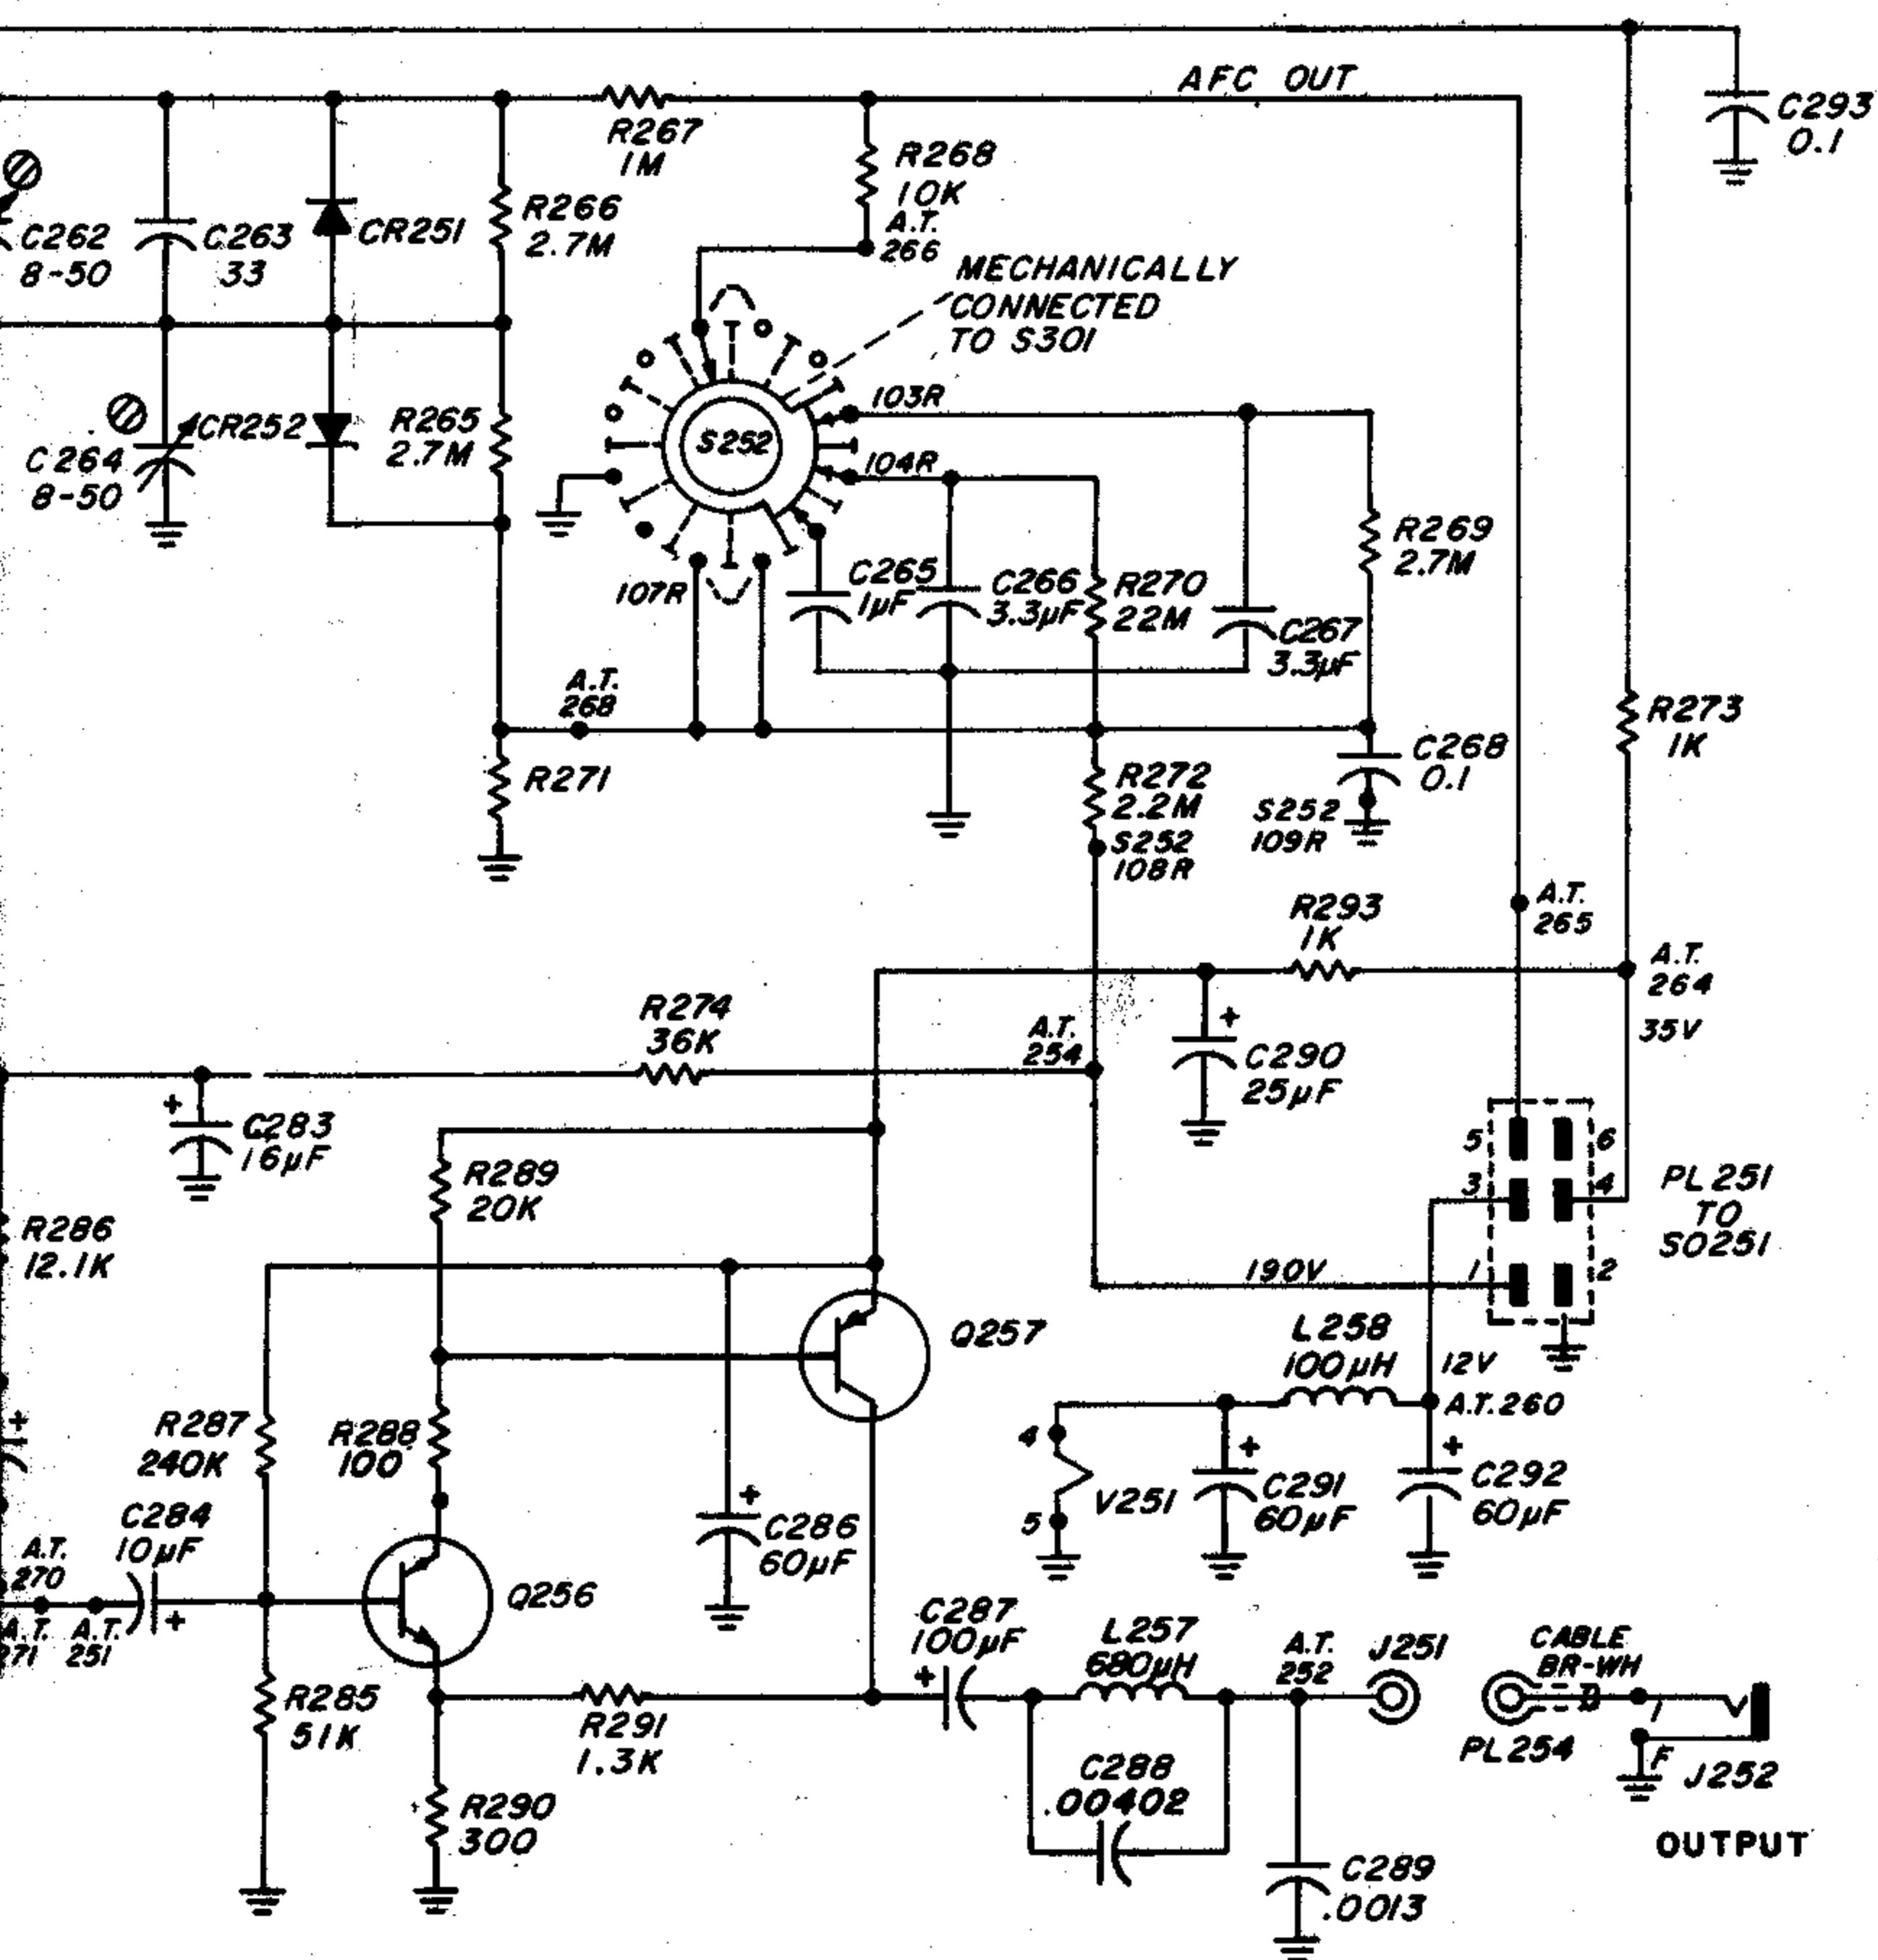 AFC OUT
C293
0.1
R267
1M
R268
10K
A.T.
266
C262
8-50
C263
33
CR251
R266
2.7M
MECHANICALLY
CONNECTED
TO S301
C264
8-50
CR252
R265
2.7M
S252
103R
104R
R269
2.7M
107R
C265
1µF
C266
3.3µF
R270
22M
C267
3.3µF
A.T.
268
R271
R272
2.2M
S252
108R
C268
0.1
S252
109R
R273
1K
A.T.
265
R293
1K
A.T.
264
35V
R274
36K
A.T.
254
+
C290
25µF
+
C283
16µF
R289
20K
5
6
3
4
1
2
PL251
TO
SO251
R286
12.1K
190V
Q257
L258
100µH
12V
A.T.260
+
R287
240K
R288
100
4
5
V251
+
C291
60µF
+
C292
60µF
C284
10µF
+
A.T.
270
A.T.
271
A.T.
251
Q256
+
C286
60µF
C287
100µF
+
L257
680µH
A.T.
252
J251
CABLE
BR-WH
R285
51K
R291
1.3K
PL254
F
J252
R290
300
C288
.00402
OUTPUT
C289
.0013